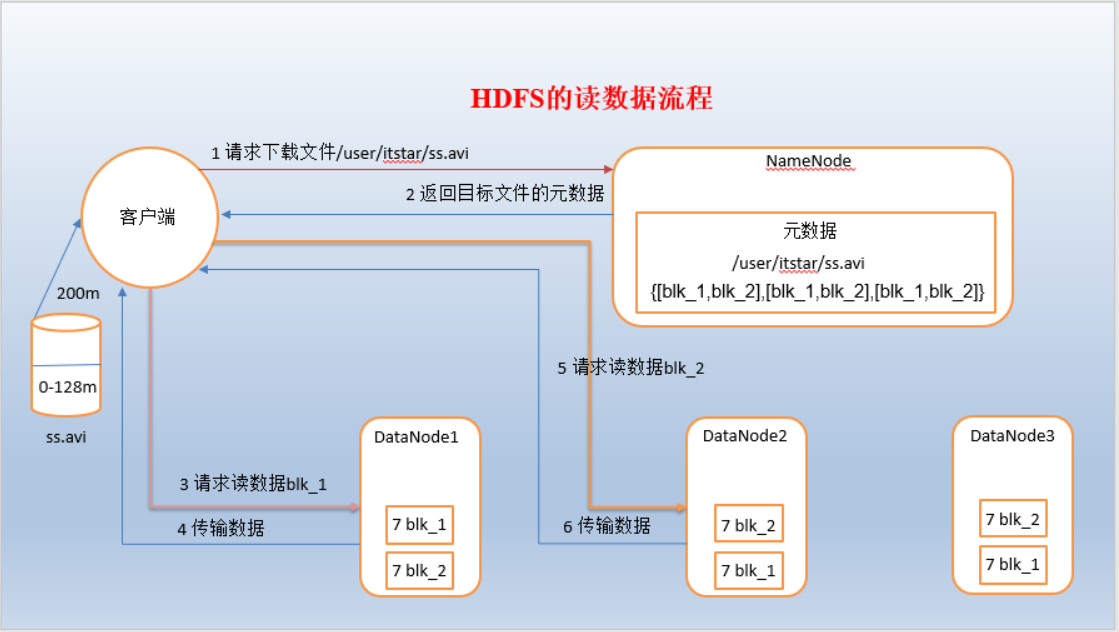 HDFS的读数据流程
1 请求下载文件/user/itstar/ss.avi
NameNode
2 返回目标文件的元数据
客户端
元数据
/user/itstar/ss.avi
{[blk_1,blk_2],[blk_1,blk_2],[blk_1,blk_2]}
200m
0-128m
ss.avi
5 请求读数据blk_2
DataNode1
DataNode2
DataNode3
3 请求读数据blk_1
4 传输数据
6 传输数据
7 blk_1
7 blk_2
7 blk_2
7 blk_1
7 blk_2
7 blk_1